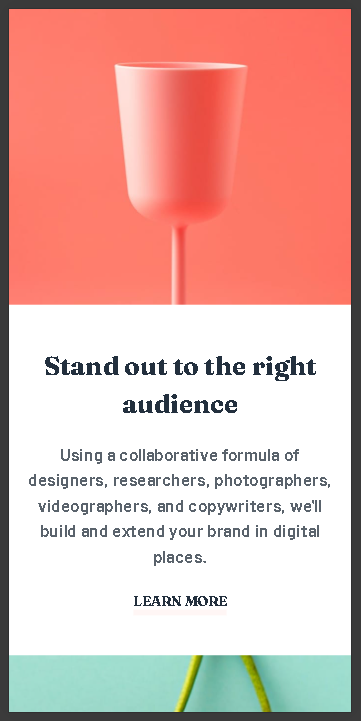 Stand out to the right
audience
Using a collaborative formula of
designers, researchers, photographers,
videographers, and copywriters, we'll
build and extend your brand in digital
places.
LEARN MORE